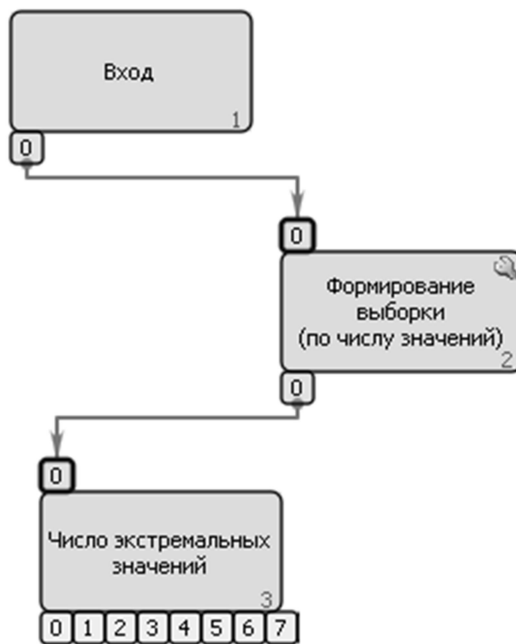 Вход
1
0
0
Формирование
выборки
(по числу значений)
2
0
0
Число экстремальных
значений
3
0 1 2 3 4 5 6 7